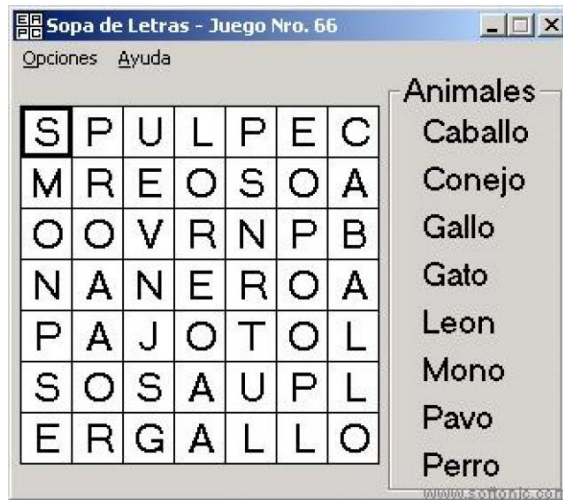 Sopa de Letras - Juego Nro. 66
Opciones Ayuda
Animales
S P U L P E C
M R E O S O A
O O V R N P B
N A N E R O A
P A J O T O L
S O S A U P L
E R G A L L O
Caballo
Conejo
Gallo
Gato
Leon
Mono
Pavo
Perro
www.softonic.com